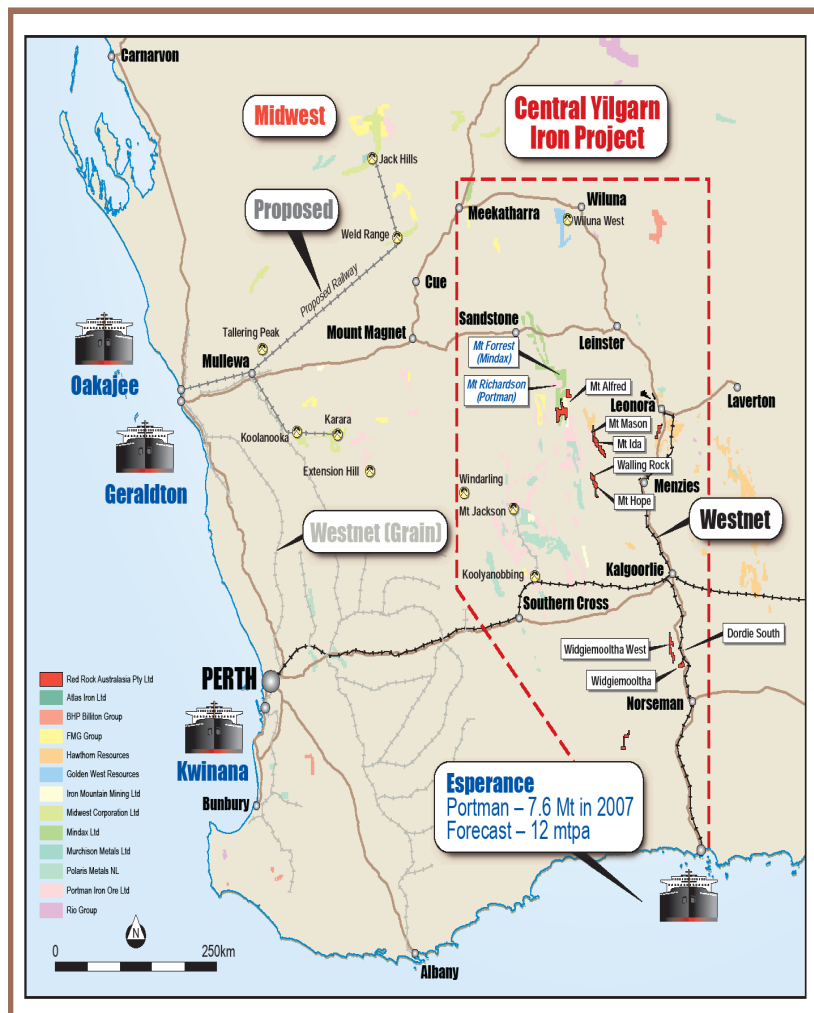 Carnarvon
Midwest
Central Yilgarn
Iron Project
Jack Hills
Proposed
Meekatharra
Wiluna
Wiluna West
Weld Range
Proposed Railway
Cue
Tallering Peak
Mount Magnet
Sandstone
Leinster
Mullewa
Mt Forrest
(Mindax)
Oakajee
Mt Richardson
(Portman)
Mt Alfred
Leonora
Laverton
Mt Mason
Karara
Koolanooka
Mt Ida
Walling Rock
Extension Hill
Geraldton
Windarling
Menzies
Mt Hope
Mt Jackson
Westnet (Grain)
Westnet
Koolyanobbing
Kalgoorlie
Southern Cross
Dordie South
Widgiemooltha West
Widgiemooltha
PERTH
Norseman
Kwinana
Bunbury
Esperance
Portman – 7.6 Mt in 2007
Forecast – 12 mtpa
Red Rock Australasia Pty Ltd
Atlas Iron Ltd
BHP Billiton Group
FMG Group
Hawthorn Resources
Golden West Resources
Iron Mountain Mining Ltd
Midwest Corporation Ltd
Mindax Ltd
Murchison Metals Ltd
Polaris Metals NL
Portman Iron Ore Ltd
Rio Group
N
0 250km
Albany